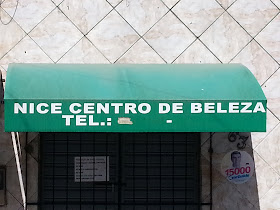 NICE CENTRO DE BELEZA
TEL.: -
15000